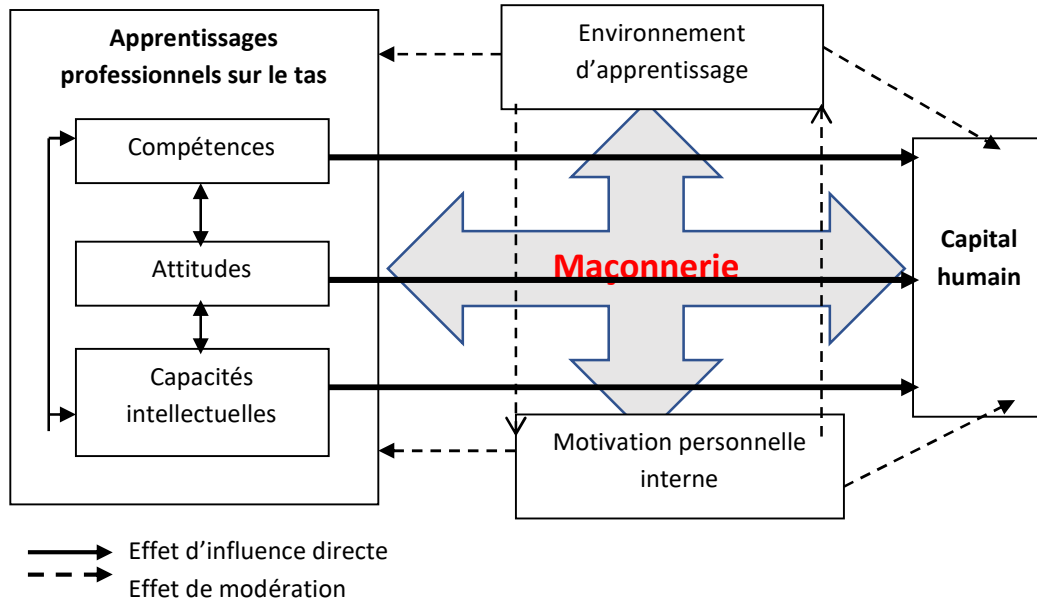 Apprentissages
professionnels sur le tas
Compétences
Attitudes
Capacités
intellectuelles
Environnement
d’apprentissage
Maçonnerie
Motivation personnelle
interne
Capital
humain
Effet d’influence directe
Effet de modération